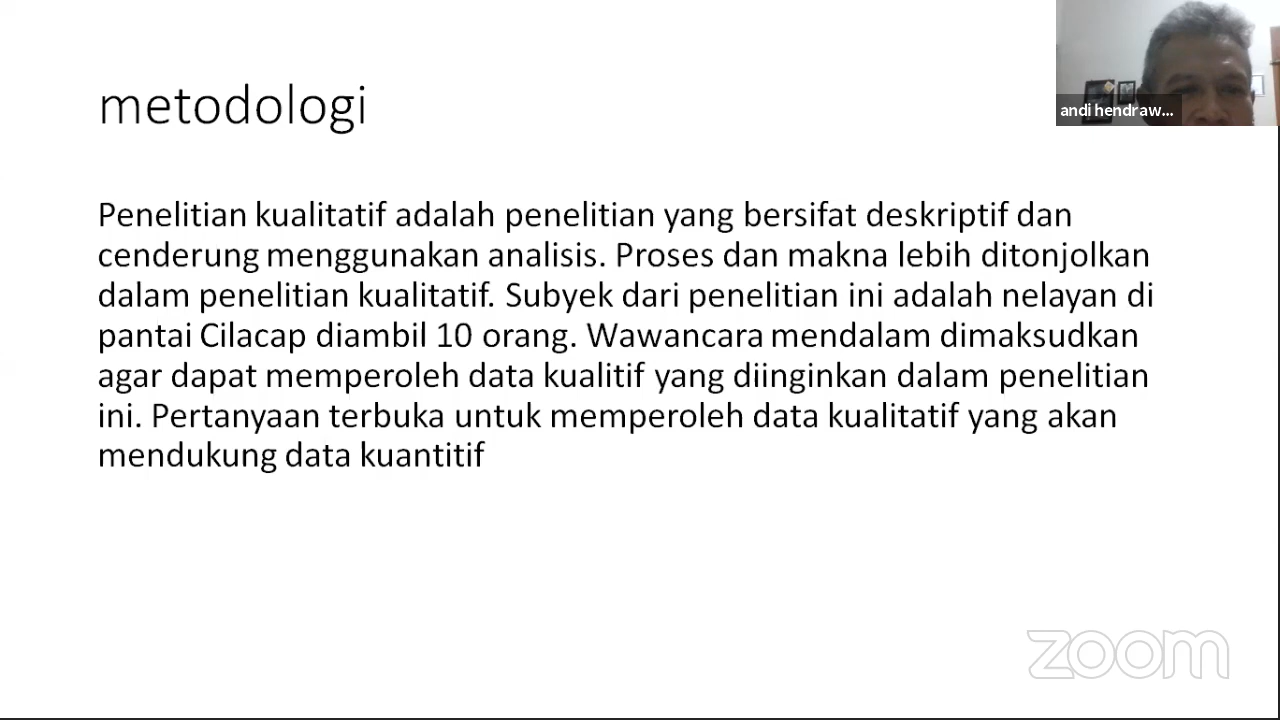 metodologi
andi hendraw...
Penelitian kualitatif adalah penelitian yang bersifat deskriptif dan
cenderung menggunakan analisis. Proses dan makna lebih ditonjolkan
dalam penelitian kualitatif. Subyek dari penelitian ini adalah nelayan di
pantai Cilacap diambil 10 orang. Wawancara mendalam dimaksudkan
agar dapat memperoleh data kualitif yang diinginkan dalam penelitian
ini. Pertanyaan terbuka untuk memperoleh data kualitatif yang akan
mendukung data kuantitif
zoom